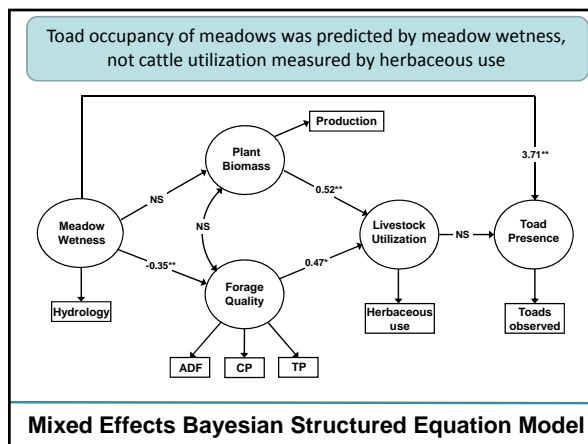 Toad occupancy of meadows was predicted by meadow wetness,
not cattle utilization measured by herbaceous use
Production
Plant
Biomass
3.71**
NS
0.52**
Meadow
Wetness
NS
Livestock
Utilization
NS
Toad
Presence
-0.35**
0.47*
Forage
Quality
Hydrology
Herbaceous
use
Toads
observed
ADF
CP
TP
Mixed Effects Bayesian Structured Equation Model